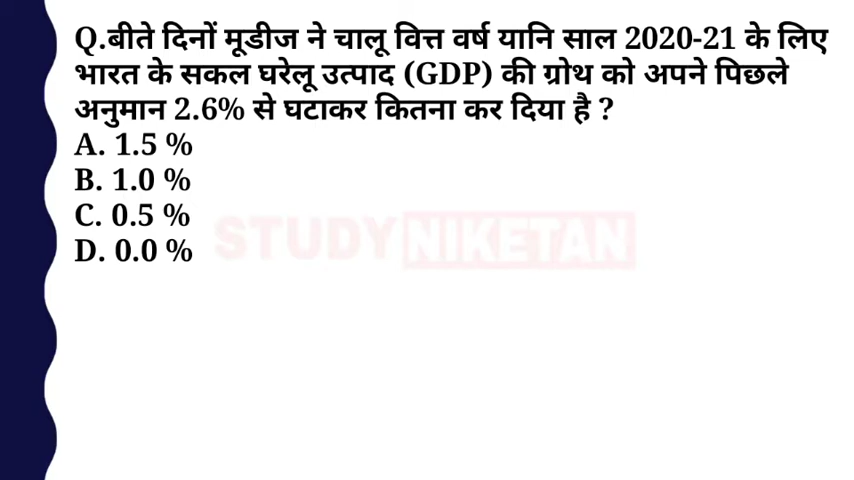 Q.बीते दिनों मूडीज ने चालू वित्त वर्ष यानि साल 2020-21 के लिए
भारत के सकल घरेलू उत्पाद (GDP) की ग्रोथ को अपने पिछले
अनुमान 2.6% से घटाकर कितना कर दिया है ?
A. 1.5 %
B. 1.0 %
C. 0.5 %
D. 0.0 %
STUDY NIKETAN